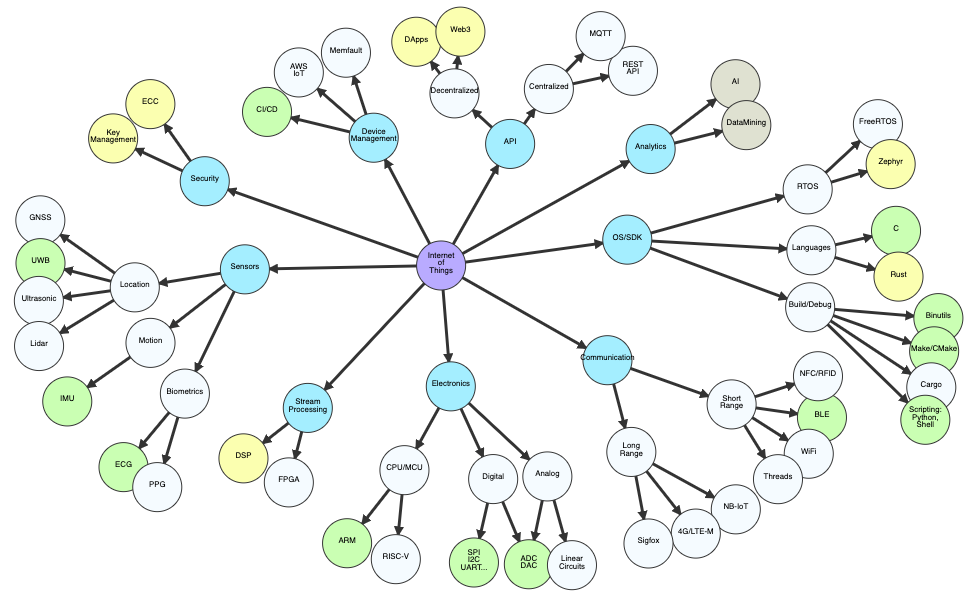 Web3
DApps
MQTT
REST
API
Memfault
AWS
IoT
CI/CD
Decentralized
Centralized
AI
DataMining
ECC
Key
Management
Device
Management
API
Analytics
FreeRTOS
Zephyr
Security
RTOS
GNSS
OS/SDK
C
Languages
Rust
UWB
Sensors
Internet
of
Things
Location
Ultrasonic
Build/Debug
Binutils
Lidar
Motion
Make/CMake
Communication
NFC/RFID
Cargo
IMU
Biometrics
Electronics
Stream
Processing
Short
Range
BLE
Scripting:
Python,
Shell
Long
Range
WiFi
ECG
PPG
DSP
FPGA
CPU/MCU
Digital
Analog
Threads
NB-IoT
4G/LTE-M
Sigfox
ARM
RISC-V
SPI
I2C
UART...
ADC
DAC
Linear
Circuits